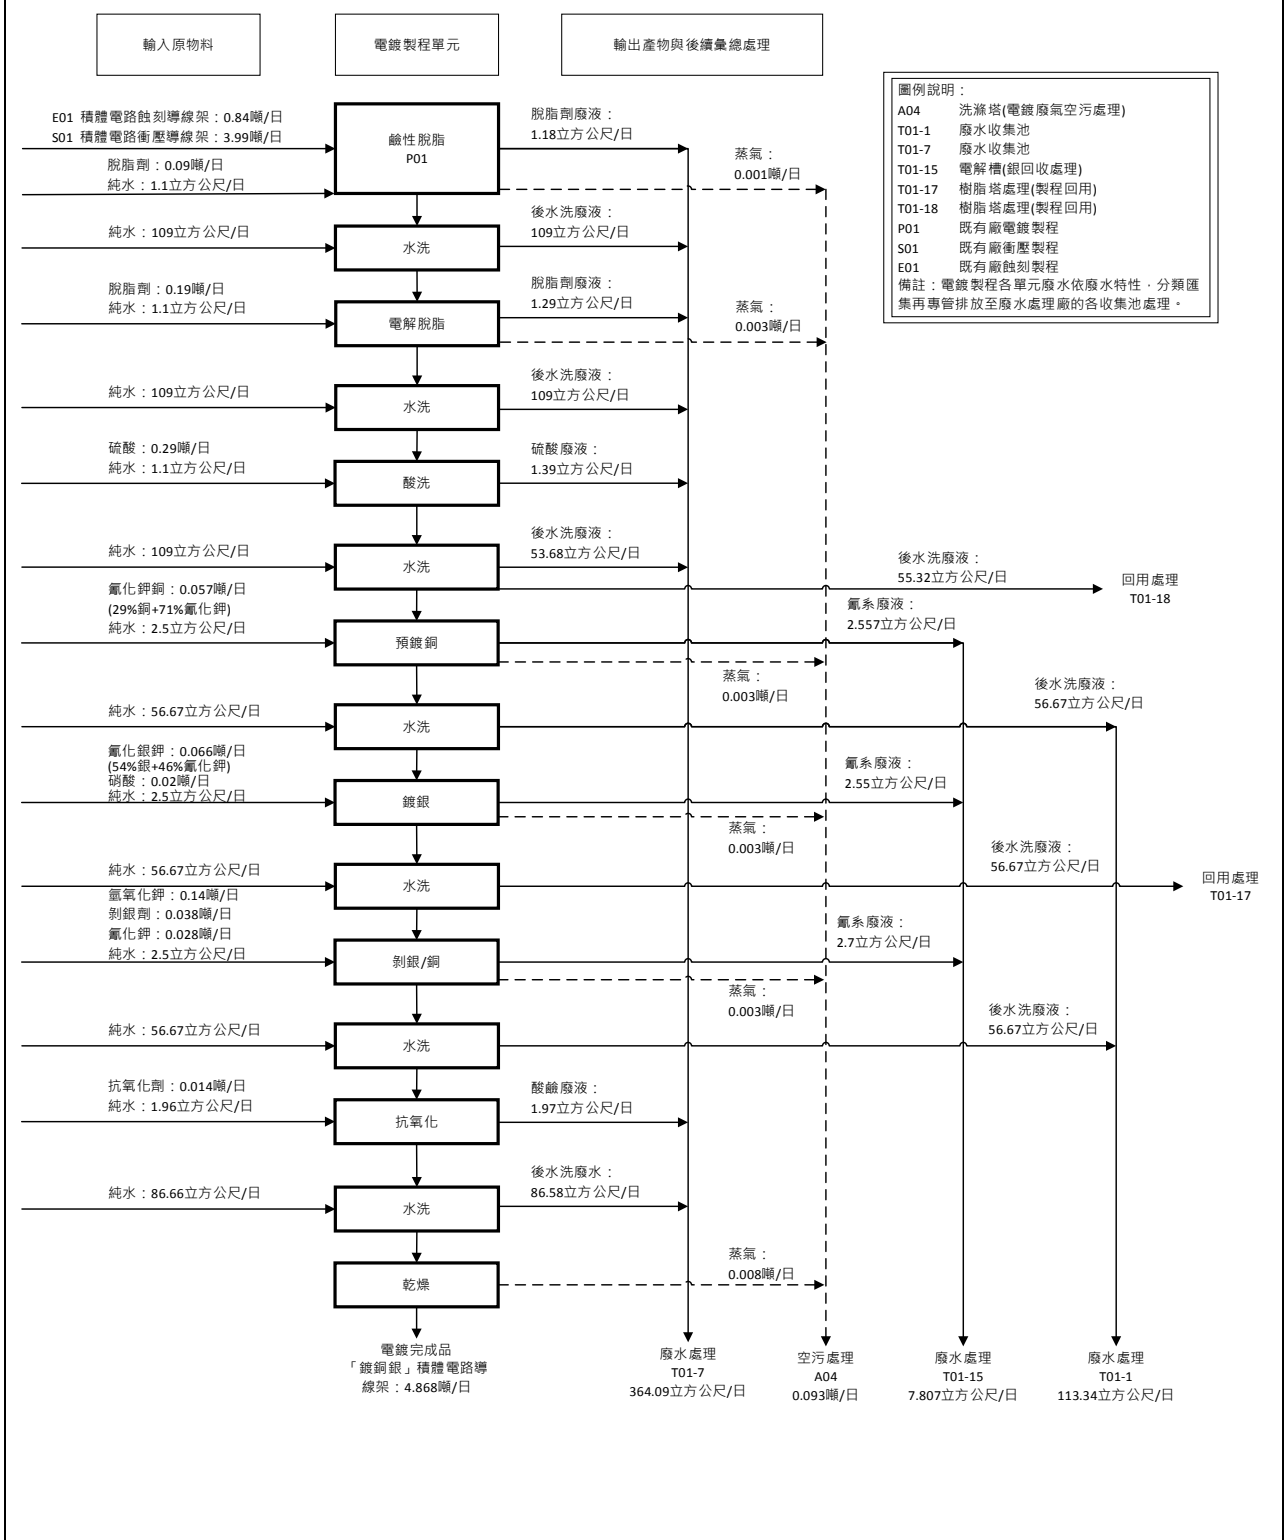 輸入原物料
電鍍製程單元
輸出產物與後續彙總處理
圖例說明：
A04 洗滌塔(電鍍廢氣空污處理)
T01-1 廢水收集池
T01-7 廢水收集池
T01-15 電解槽(銀回收處理)
T01-17 樹脂塔處理(製程回用)
T01-18 樹脂塔處理(製程回用)
P01 既有廠電鍍製程
S01 既有廠衝壓製程
E01 既有廠蝕刻製程
備註：電鍍製程各單元廢水依廢水特性，分類匯
集再專管排放至廢水處理廠的各收集池處理。
E01 積體電路蝕刻導線架：0.84噸/日
S01 積體電路衝壓導線架：3.99噸/日
脫脂劑：0.09噸/日
純水：1.1立方公尺/日
鹼性脫脂
P01
脫脂劑廢液：
1.18立方公尺/日
蒸氣：
0.001噸/日
純水：109立方公尺/日
水洗
後水洗廢液：
109立方公尺/日
脫脂劑：0.19噸/日
純水：1.1立方公尺/日
電解脫脂
脫脂劑廢液：
1.29立方公尺/日
蒸氣：
0.003噸/日
純水：109立方公尺/日
水洗
後水洗廢液：
109立方公尺/日
硫酸：0.29噸/日
純水：1.1立方公尺/日
酸洗
硫酸廢液：
1.39立方公尺/日
純水：109立方公尺/日
水洗
後水洗廢液：
53.68立方公尺/日
後水洗廢液：
55.32立方公尺/日
回用處理
T01-18
氰化鉀銅：0.057噸/日
(29%銅+71%氰化鉀)
純水：2.5立方公尺/日
預鍍銅
氰系廢液：
2.557立方公尺/日
蒸氣：
0.003噸/日
純水：56.67立方公尺/日
水洗
後水洗廢液：
56.67立方公尺/日
氰化銀鉀：0.066噸/日
(54%銀+46%氰化鉀)
硝酸：0.02噸/日
純水：2.5立方公尺/日
鍍銀
氰系廢液：
2.55立方公尺/日
蒸氣：
0.003噸/日
純水：56.67立方公尺/日
水洗
後水洗廢液：
56.67立方公尺/日
回用處理
T01-17
氫氧化鉀：0.14噸/日
剝銀劑：0.038噸/日
氰化鉀：0.028噸/日
純水：2.5立方公尺/日
剝銀/銅
氰系廢液：
2.7立方公尺/日
蒸氣：
0.003噸/日
純水：56.67立方公尺/日
水洗
後水洗廢液：
56.67立方公尺/日
抗氧化劑：0.014噸/日
純水：1.96立方公尺/日
抗氧化
酸鹼廢液：
1.97立方公尺/日
純水：86.66立方公尺/日
水洗
後水洗廢水：
86.58立方公尺/日
乾燥
蒸氣：
0.008噸/日
電鍍完成品
「鍍銅銀」積體電路導
線架：4.868噸/日
廢水處理
T01-7
364.09立方公尺/日
空污處理
A04
0.093噸/日
廢水處理
T01-15
7.807立方公尺/日
廢水處理
T01-1
113.34立方公尺/日